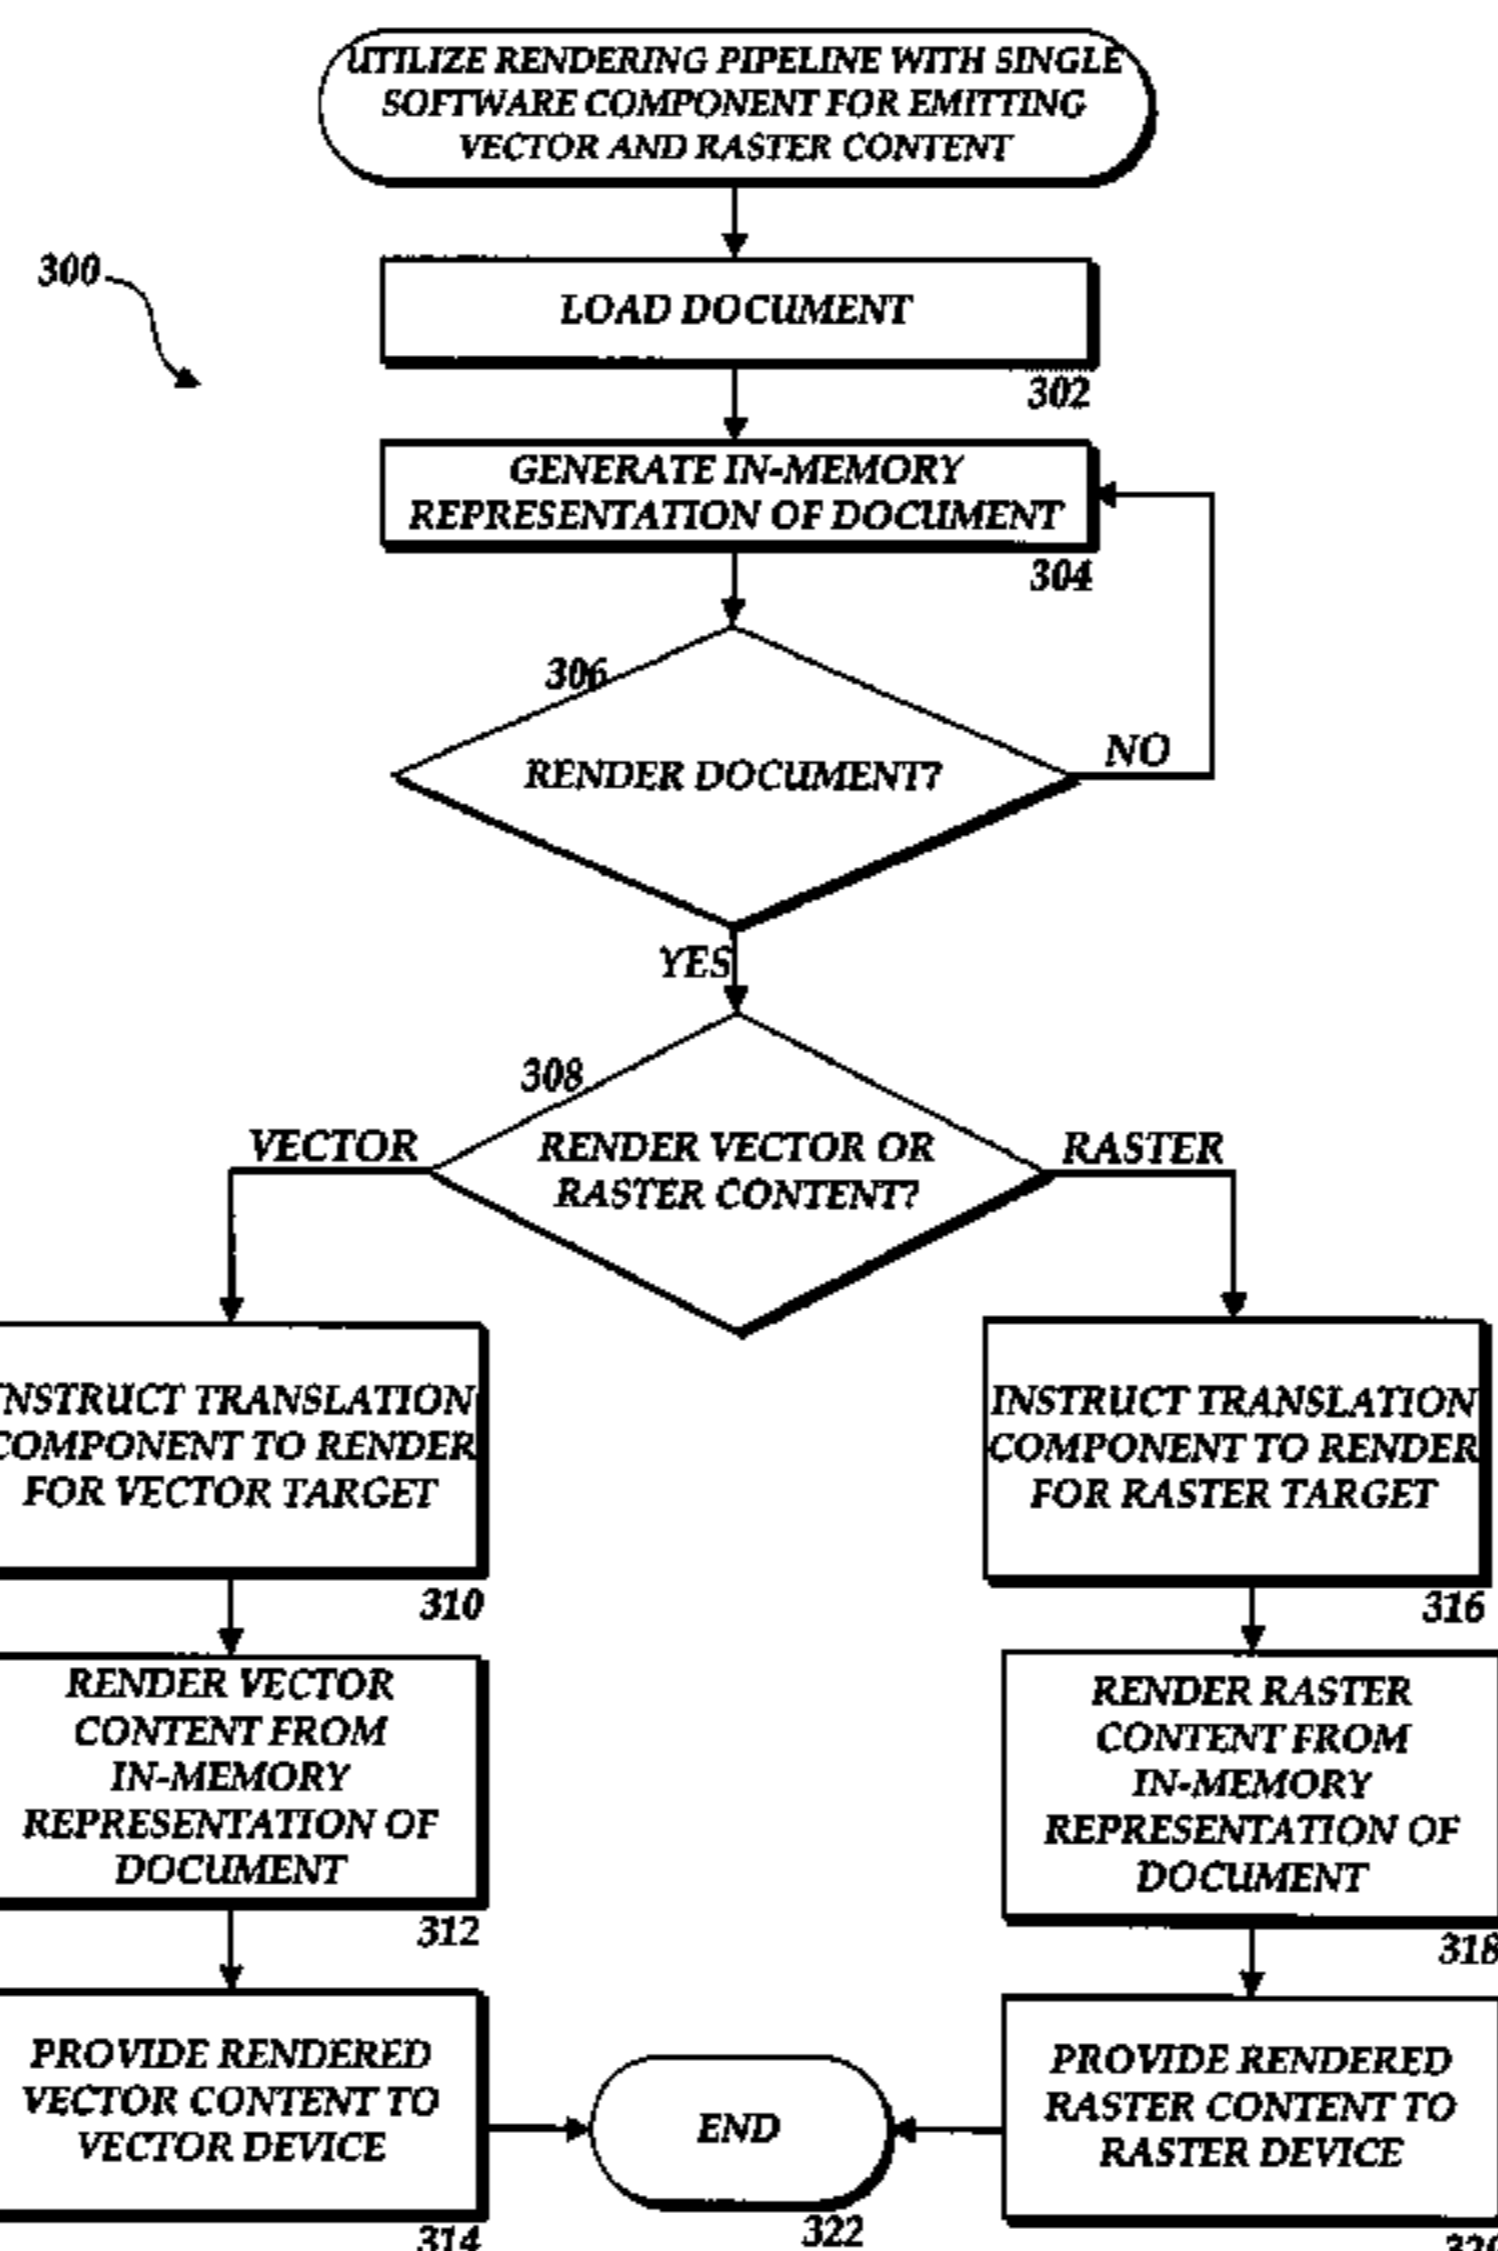 UTILIZE RENDERING PIPELINE WITH SINGLE
SOFTWARE COMPONENT FOR EMITTING
VECTOR AND RASTER CONTENT
300
LOAD DOCUMENT
302
GENERATE IN-MEMORY
REPRESENTATION OF DOCUMENT
304
306
RENDER DOCUMENT?
NO
YES
308
VECTOR
RENDER VECTOR OR
RASTER CONTENT?
RASTER
NSTRUCT TRANSLATION
COMPONENT TO RENDER
FOR VECTOR TARGET
310
INSTRUCT TRANSLATION
COMPONENT TO RENDER
FOR RASTER TARGET
316
RENDER VECTOR
CONTENT FROM
IN-MEMORY
REPRESENTATION OF
DOCUMENT
312
RENDER RASTER
CONTENT FROM
IN-MEMORY
REPRESENTATION OF
DOCUMENT
318
PROVIDE RENDERED
VECTOR CONTENT TO
VECTOR DEVICE
314
END
322
PROVIDE RENDERED
RASTER CONTENT TO
RASTER DEVICE